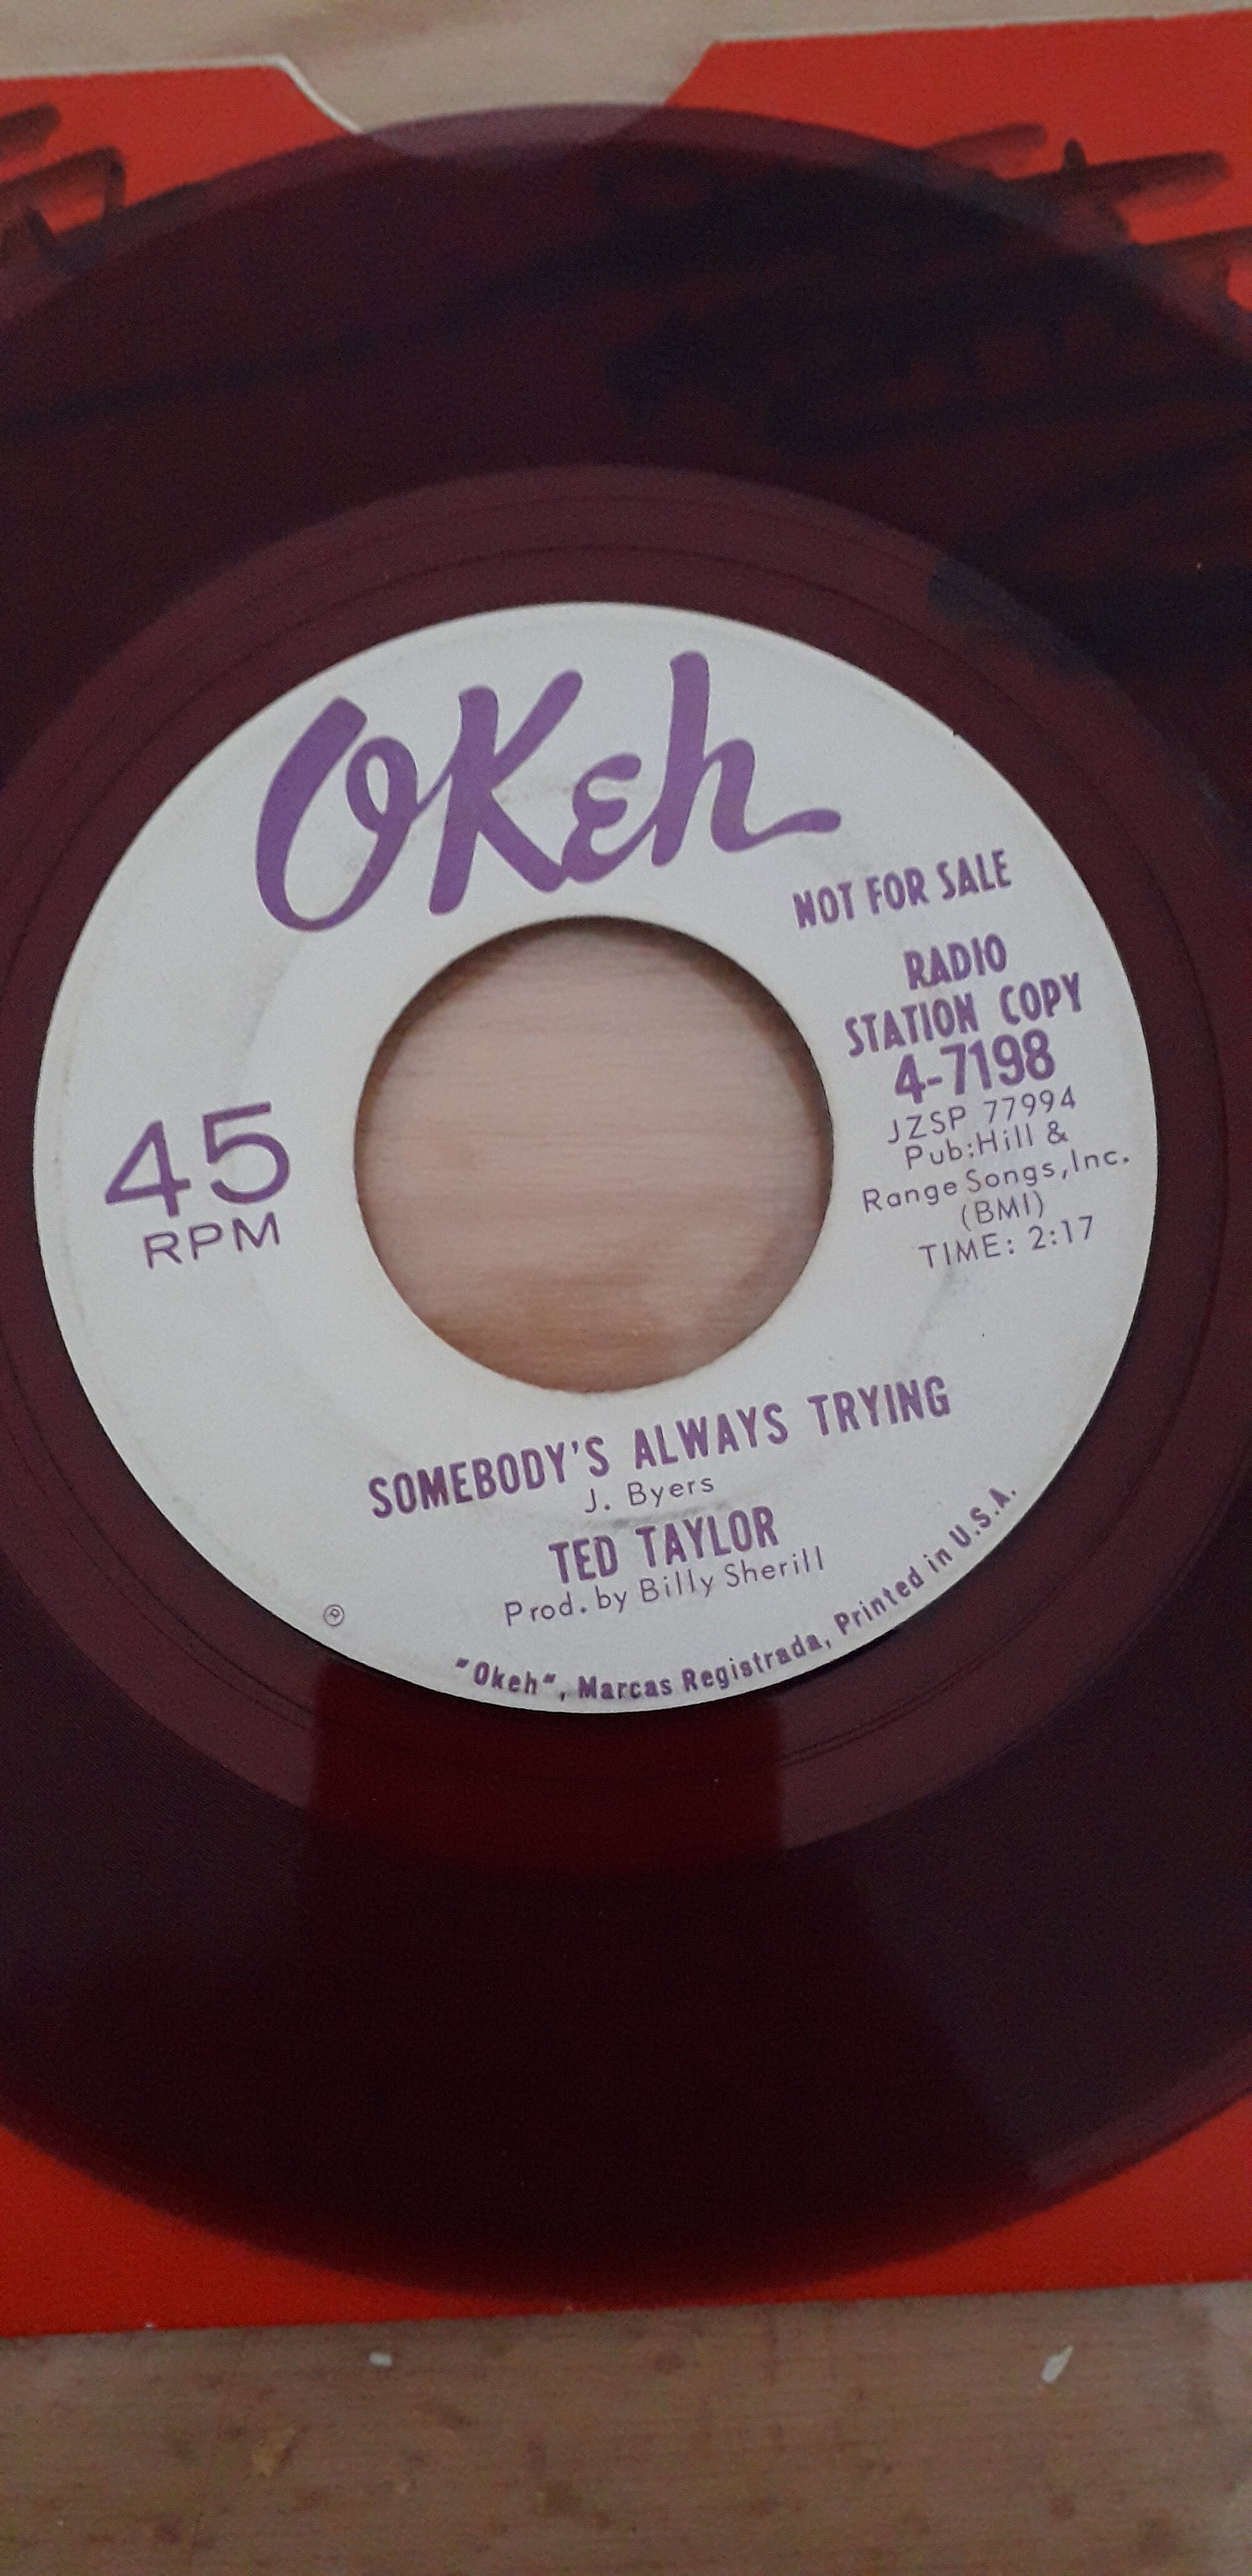 OKeh
NOT FOR SALE
RADIO
STATION COPY
4-7198
JZSP 77994
Pub:Hill &
Range Songs, Inc.
(BMI)
TIME: 2:17
45
RPM
SOMEBODY'S ALWAYS TRYING
J. Byers
TED TAYLOR
Prod. by Billy Sherill
℗
"Okeh", Marcas Registrada, Printed in U.S.A.